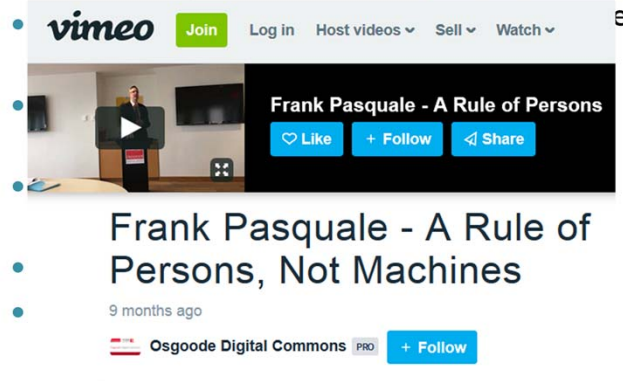 vimeo Join Log in Host videos Sell Watch
e
Frank Pasquale - A Rule of Persons
Like + Follow Share
Frank Pasquale - A Rule of
Persons, Not Machines
9 months ago
Osgoode Digital Commons PRO + Follow